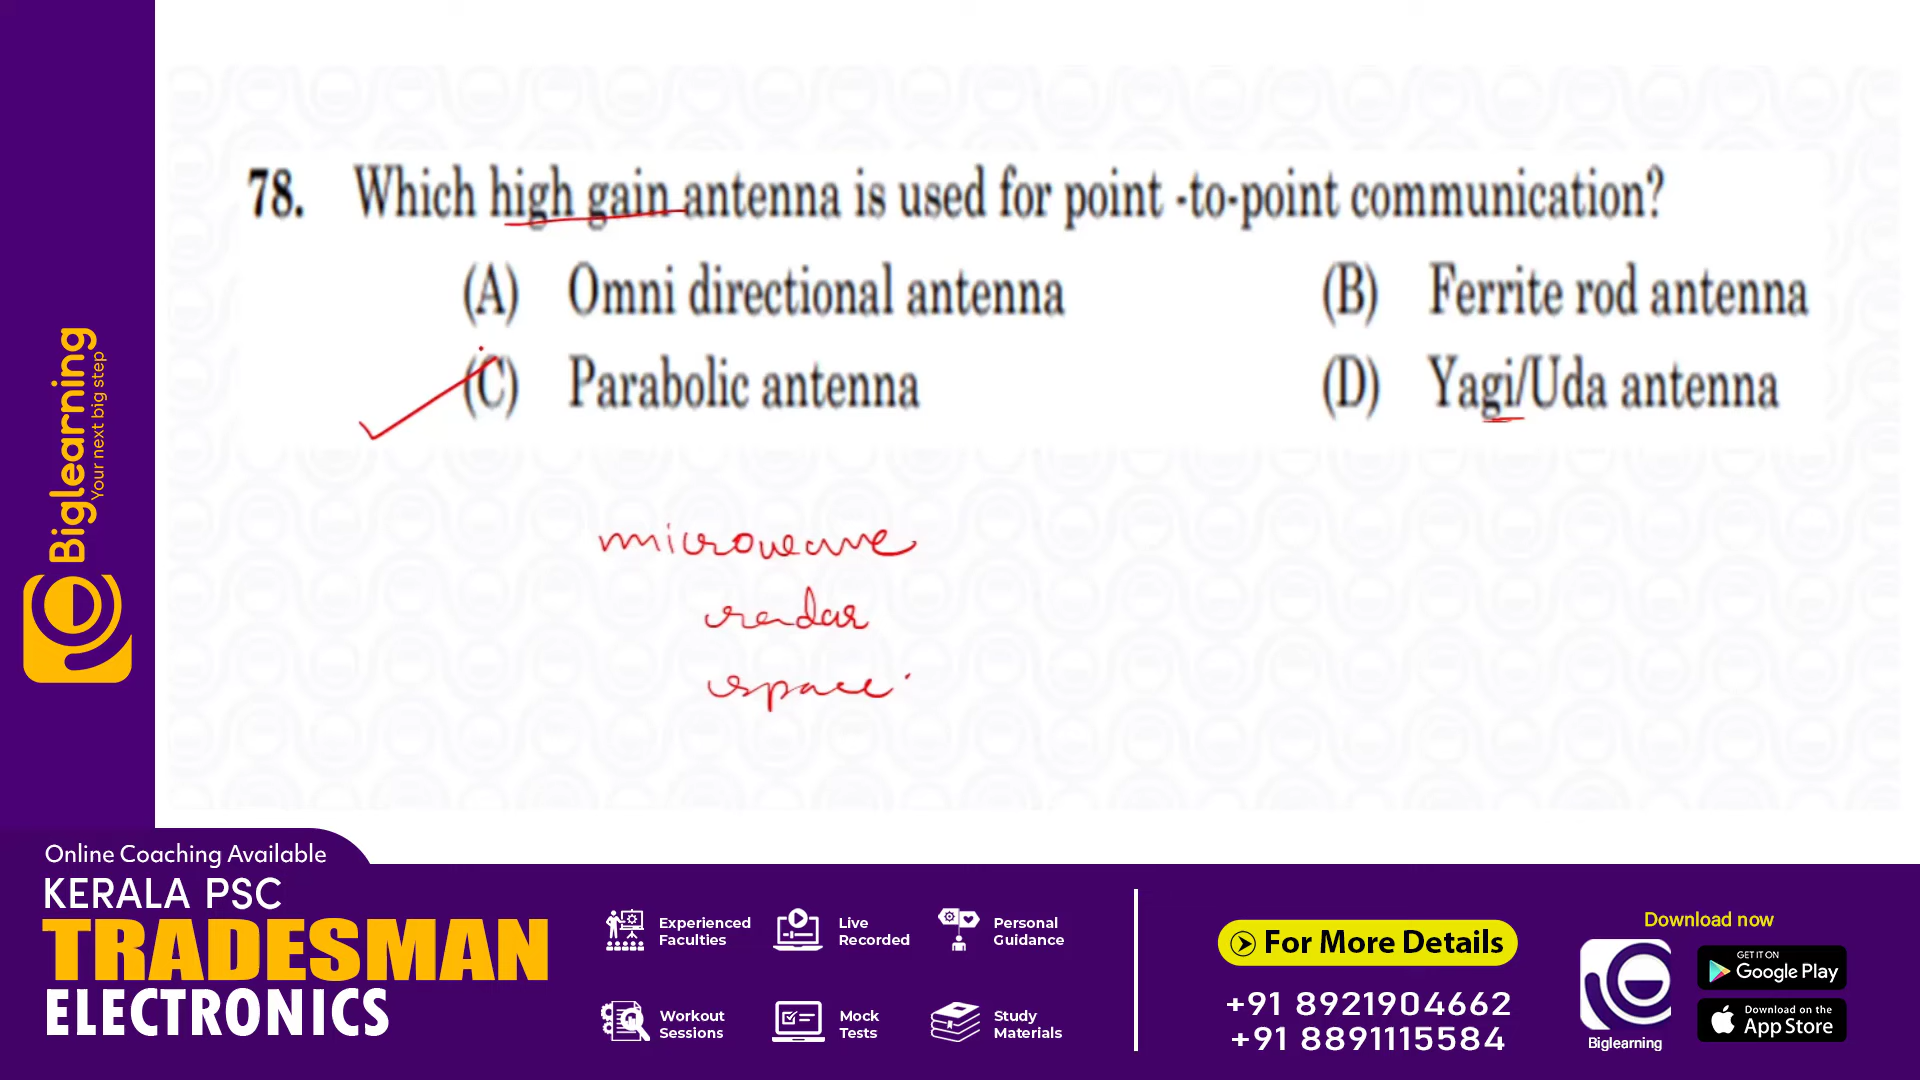 78. Which high gain antenna is used for point -to-point communication?
(A) Omni directional antenna (B) Ferrite rod antenna
(C) Parabolic antenna (D) Yagi/Uda antenna
microwave
radar
space
Biglearning
Your next big step
Online Coaching Available
KERALA PSC
TRADESMAN
ELECTRONICS
Experienced Faculties
Live Recorded
Personal Guidance
Workout Sessions
Mock Tests
Study Materials
For More Details
+91 8921904662
+91 8891115584
Download now
Biglearning
GET IT ON
Google Play
Download on the
App Store